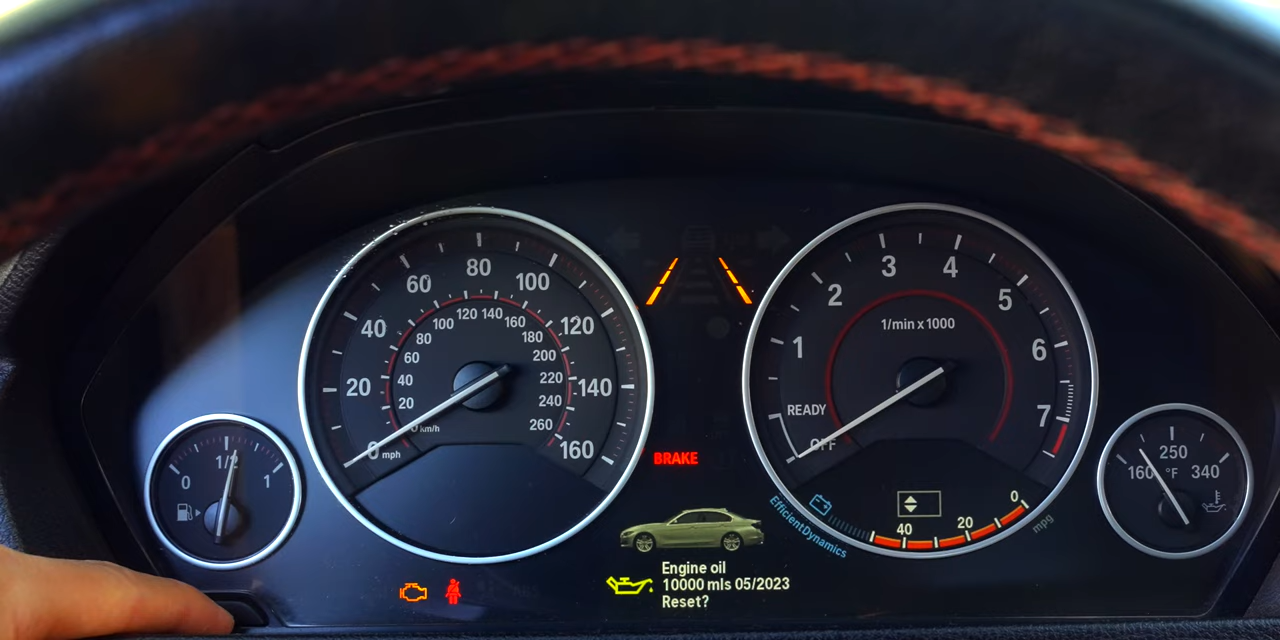 60
80
100
40
120
20
140
0 mph
160
100
120
140
160
80
180
60
200
40
220
20
240
0 km/h
260
3
4
2
5
1/min x 1000
1
6
READY
7
OFF
0
1/2
1
BRAKE
250
160 °F 340
0
20
40
mpg
EfficientDynamics
Engine oil
10000 mls 05/2023
Reset?